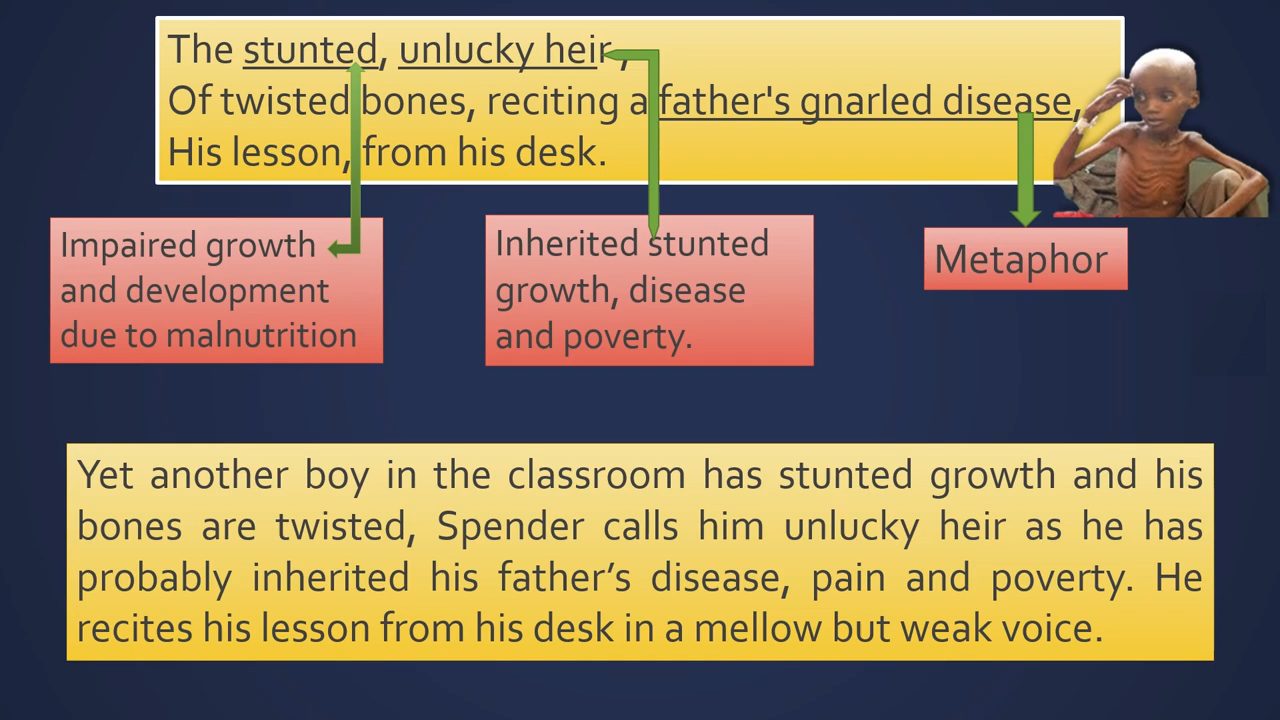 The stunted, unlucky heir,
Of twisted bones, reciting a father's gnarled disease,
His lesson, from his desk.
Impaired growth
and development
due to malnutrition
Inherited stunted
growth, disease
and poverty.
Metaphor
Yet another boy in the classroom has stunted growth and his
bones are twisted, Spender calls him unlucky heir as he has
probably inherited his father’s disease, pain and poverty. He
recites his lesson from his desk in a mellow but weak voice.